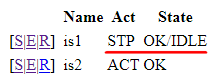 Name Act State
[S|E|R] is1 STP OK/IDLE
[S|E|R] is2 ACT OK